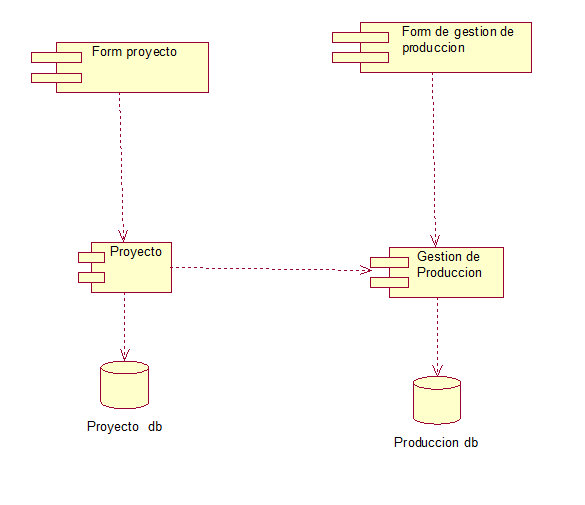 Form proyecto
Form de gestion de
produccion
Proyecto
Gestion de
Produccion
Proyecto db
Produccion db